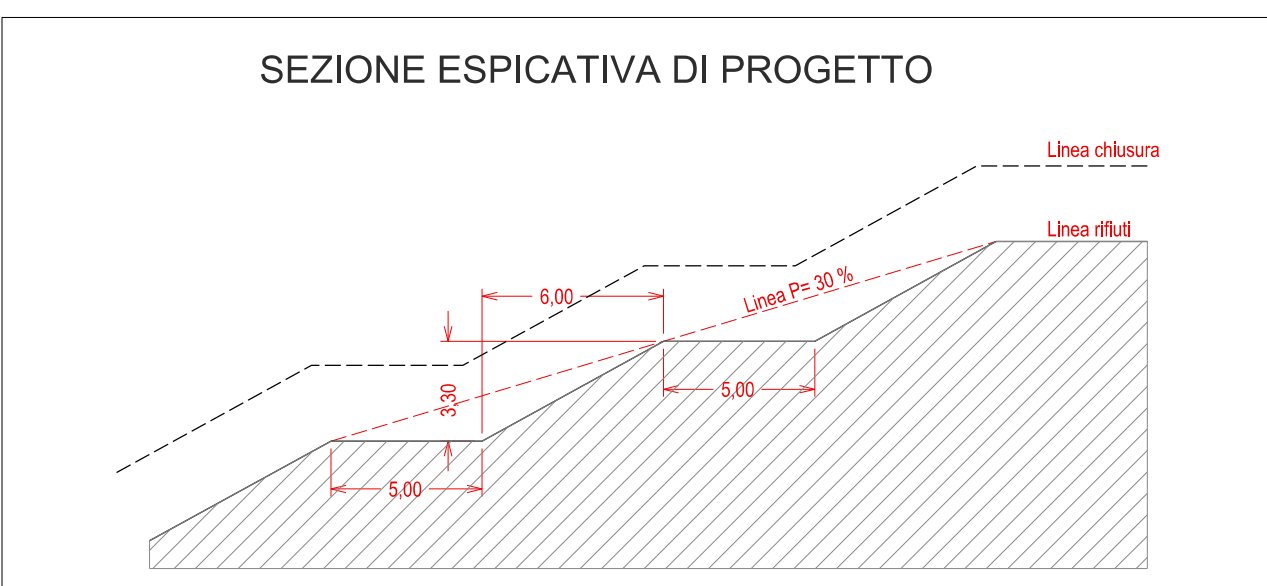 SEZIONE ESPICATIVA DI PROGETTO
Linea chiusura
Linea rifiuti
Linea P= 30 %
6,00
3,30
5,00
5,00